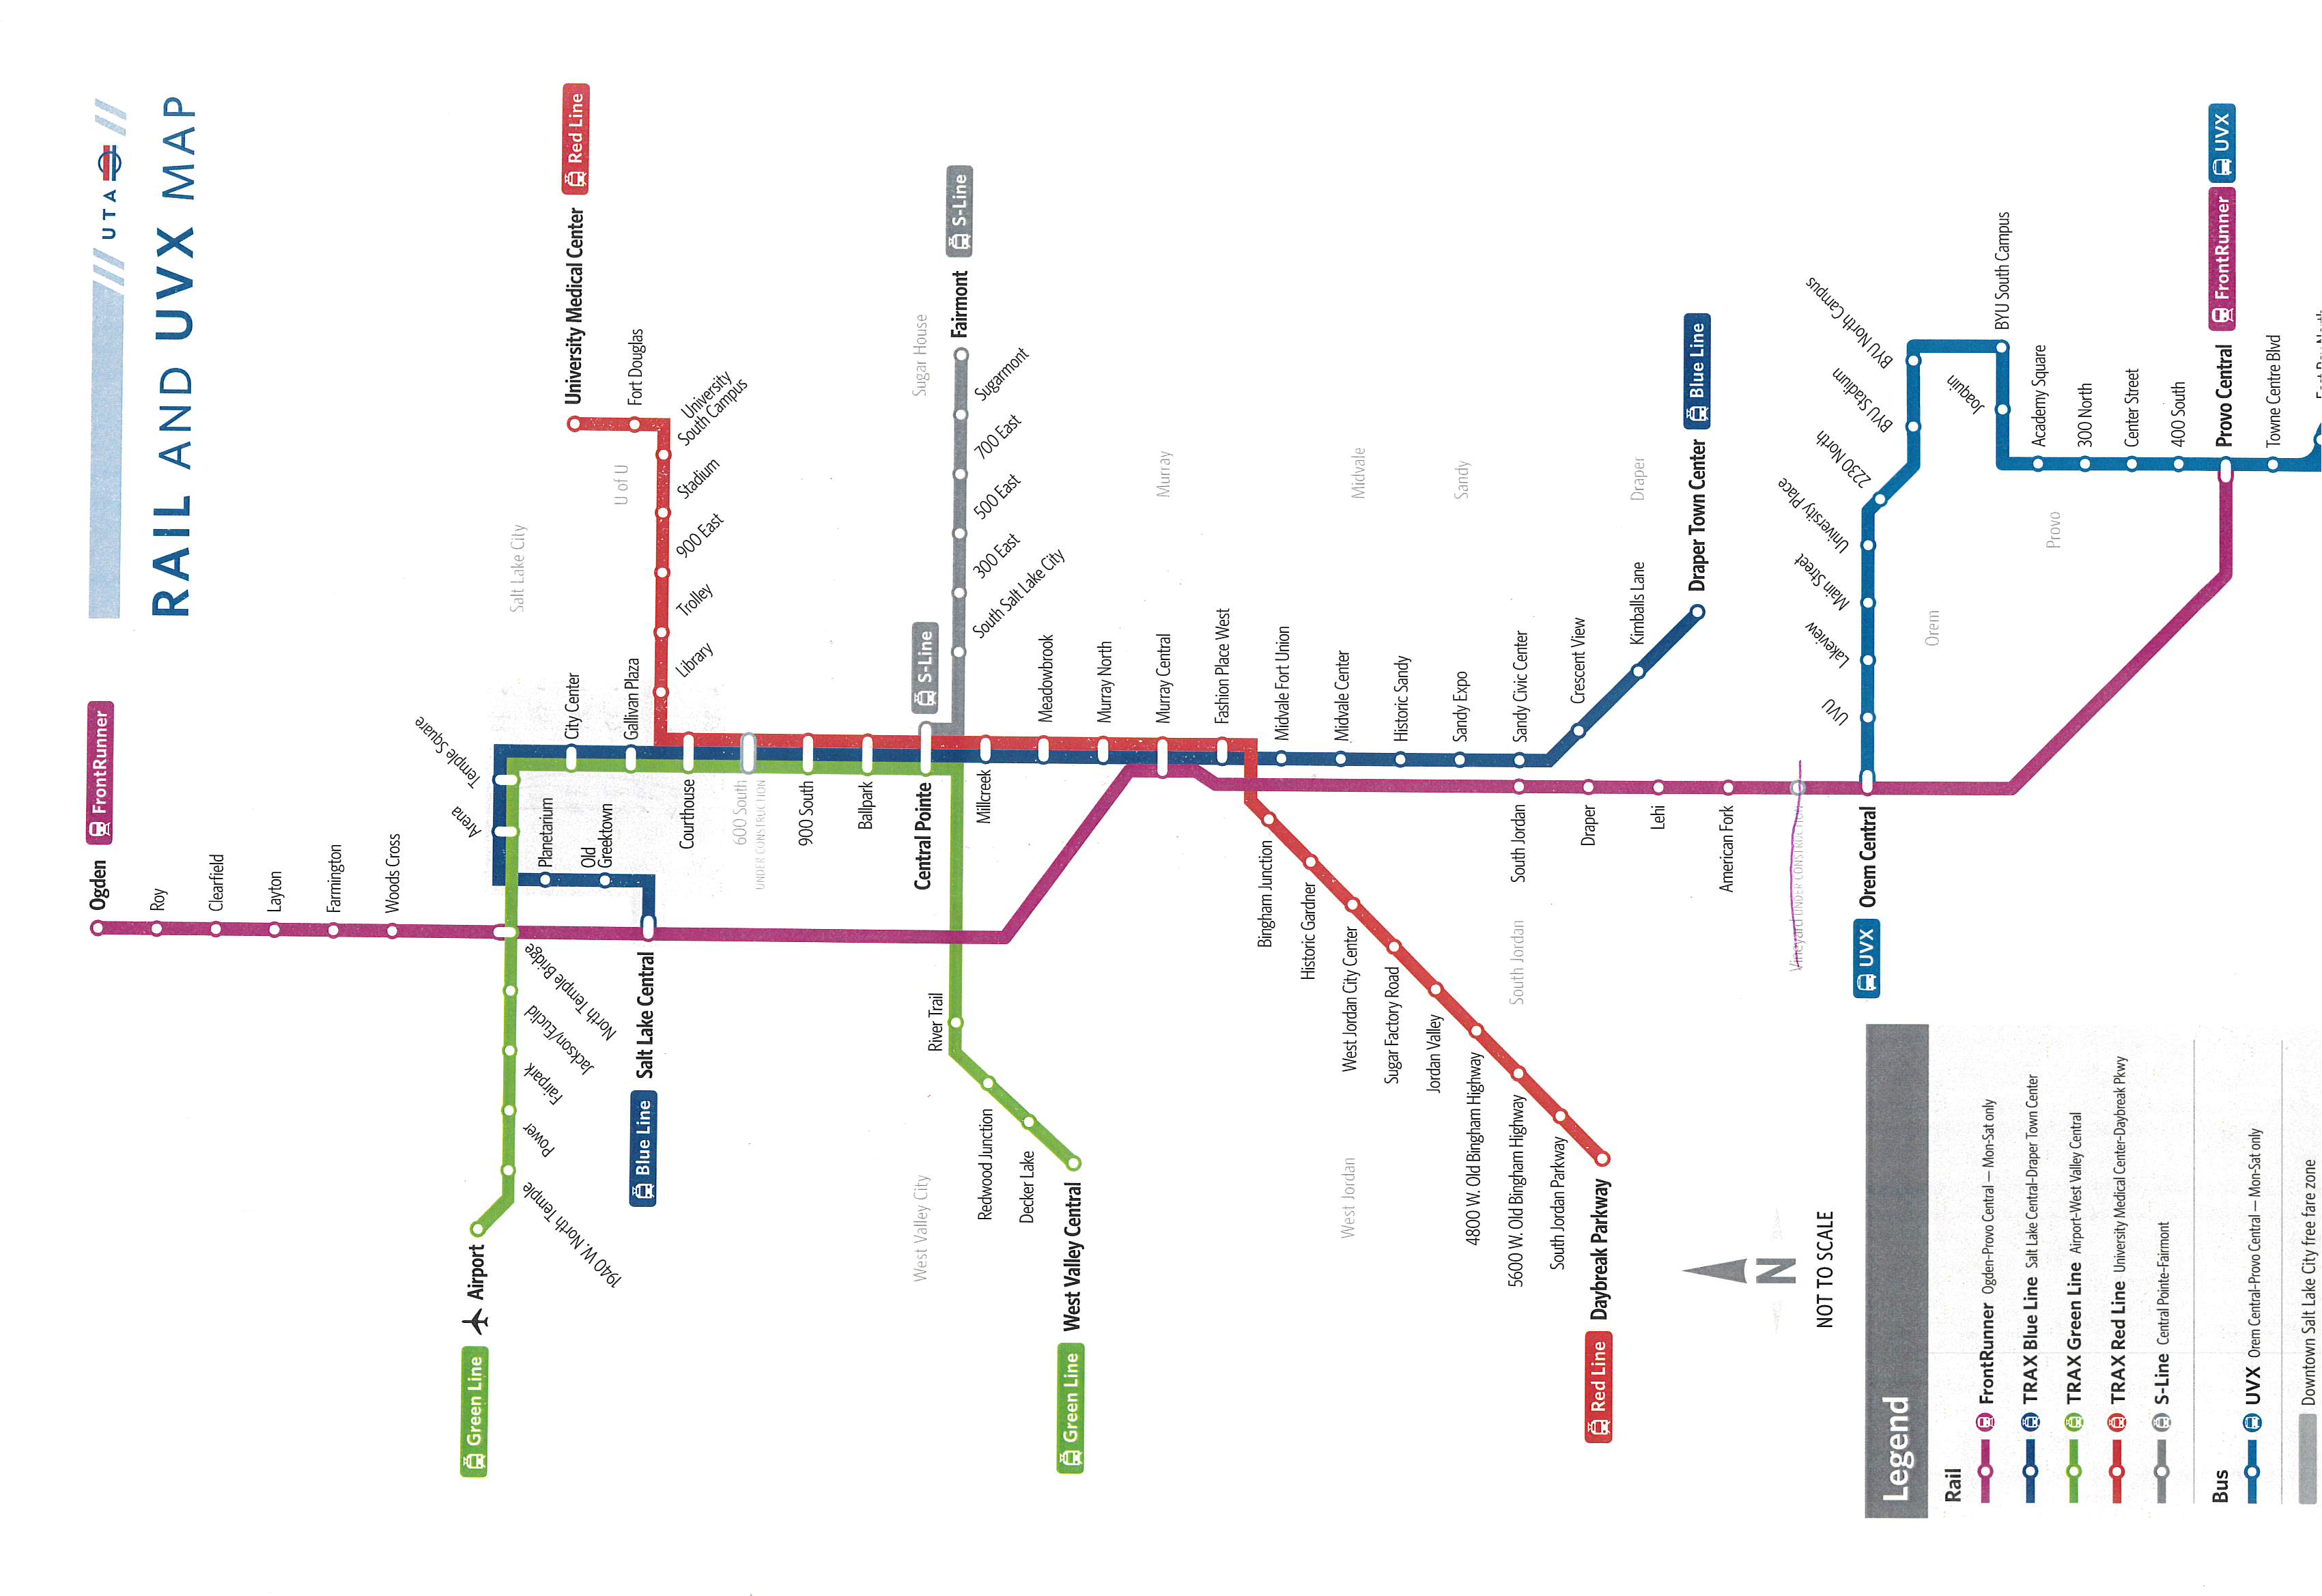 Ogden
FrontRunner
UTA
RAIL AND UVX MAP
Roy
Clearfield
Layton
Farmington
Woods Cross
Arena
Temple Square
Green Line
Airport
1940 W. North Temple
Power
Fairpark
Jackson/Euclid
North Temple Bridge
Salt Lake City
Planetarium
Old
Greektown
City Center
University Medical Center
Red Line
U of U
Fort Douglas
Blue Line
Salt Lake Central
Gallivan Plaza
Courthouse
Library
Trolley
900 East
Stadium
University
South Campus
600 South
UNDER CONSTRUCTION
900 South
Ballpark
Central Pointe
S-Line
West Valley City
Sugar House
River Trail
Fairmont
S-Line
South Salt Lake City
300 East
500 East
700 East
Sugarmont
Redwood Junction
Millcreek
Decker Lake
Meadowbrook
Green Line
West Valley Central
Murray North
Murray Central
Murray
Fashion Place West
Bingham Junction
Midvale Fort Union
Historic Gardner
West Jordan
West Jordan City Center
Midvale Center
Midvale
Sugar Factory Road
Historic Sandy
Jordan Valley
Sandy Expo
Sandy
4800 W. Old Bingham Highway
5600 W. Old Bingham Highway
South Jordan
South Jordan
Sandy Civic Center
South Jordan Parkway
Crescent View
Red Line
Daybreak Parkway
Draper
Kimballs Lane
Draper
Lehi
Draper Town Center
Blue Line
American Fork
N
NOT TO SCALE
Vineyard UNDER CONSTRUCTION
UVX
Orem Central
UVU
Lakeview
Main Street
University Place
2230 North
BYU Stadium
BYU North Campus
Orem
Joaquin
BYU South Campus
Academy Square
Provo
300 North
Center Street
400 South
Provo Central
FrontRunner
UVX
Towne Centre Blvd
East Bay North
Legend
Rail
FrontRunner Ogden-Provo Central — Mon-Sat only
TRAX Blue Line Salt Lake Central-Draper Town Center
TRAX Green Line Airport-West Valley Central
TRAX Red Line University Medical Center-Daybreak Pkwy
S-Line Central Pointe-Fairmont
Bus
UVX Orem Central-Provo Central — Mon-Sat only
Downtown Salt Lake City free fare zone